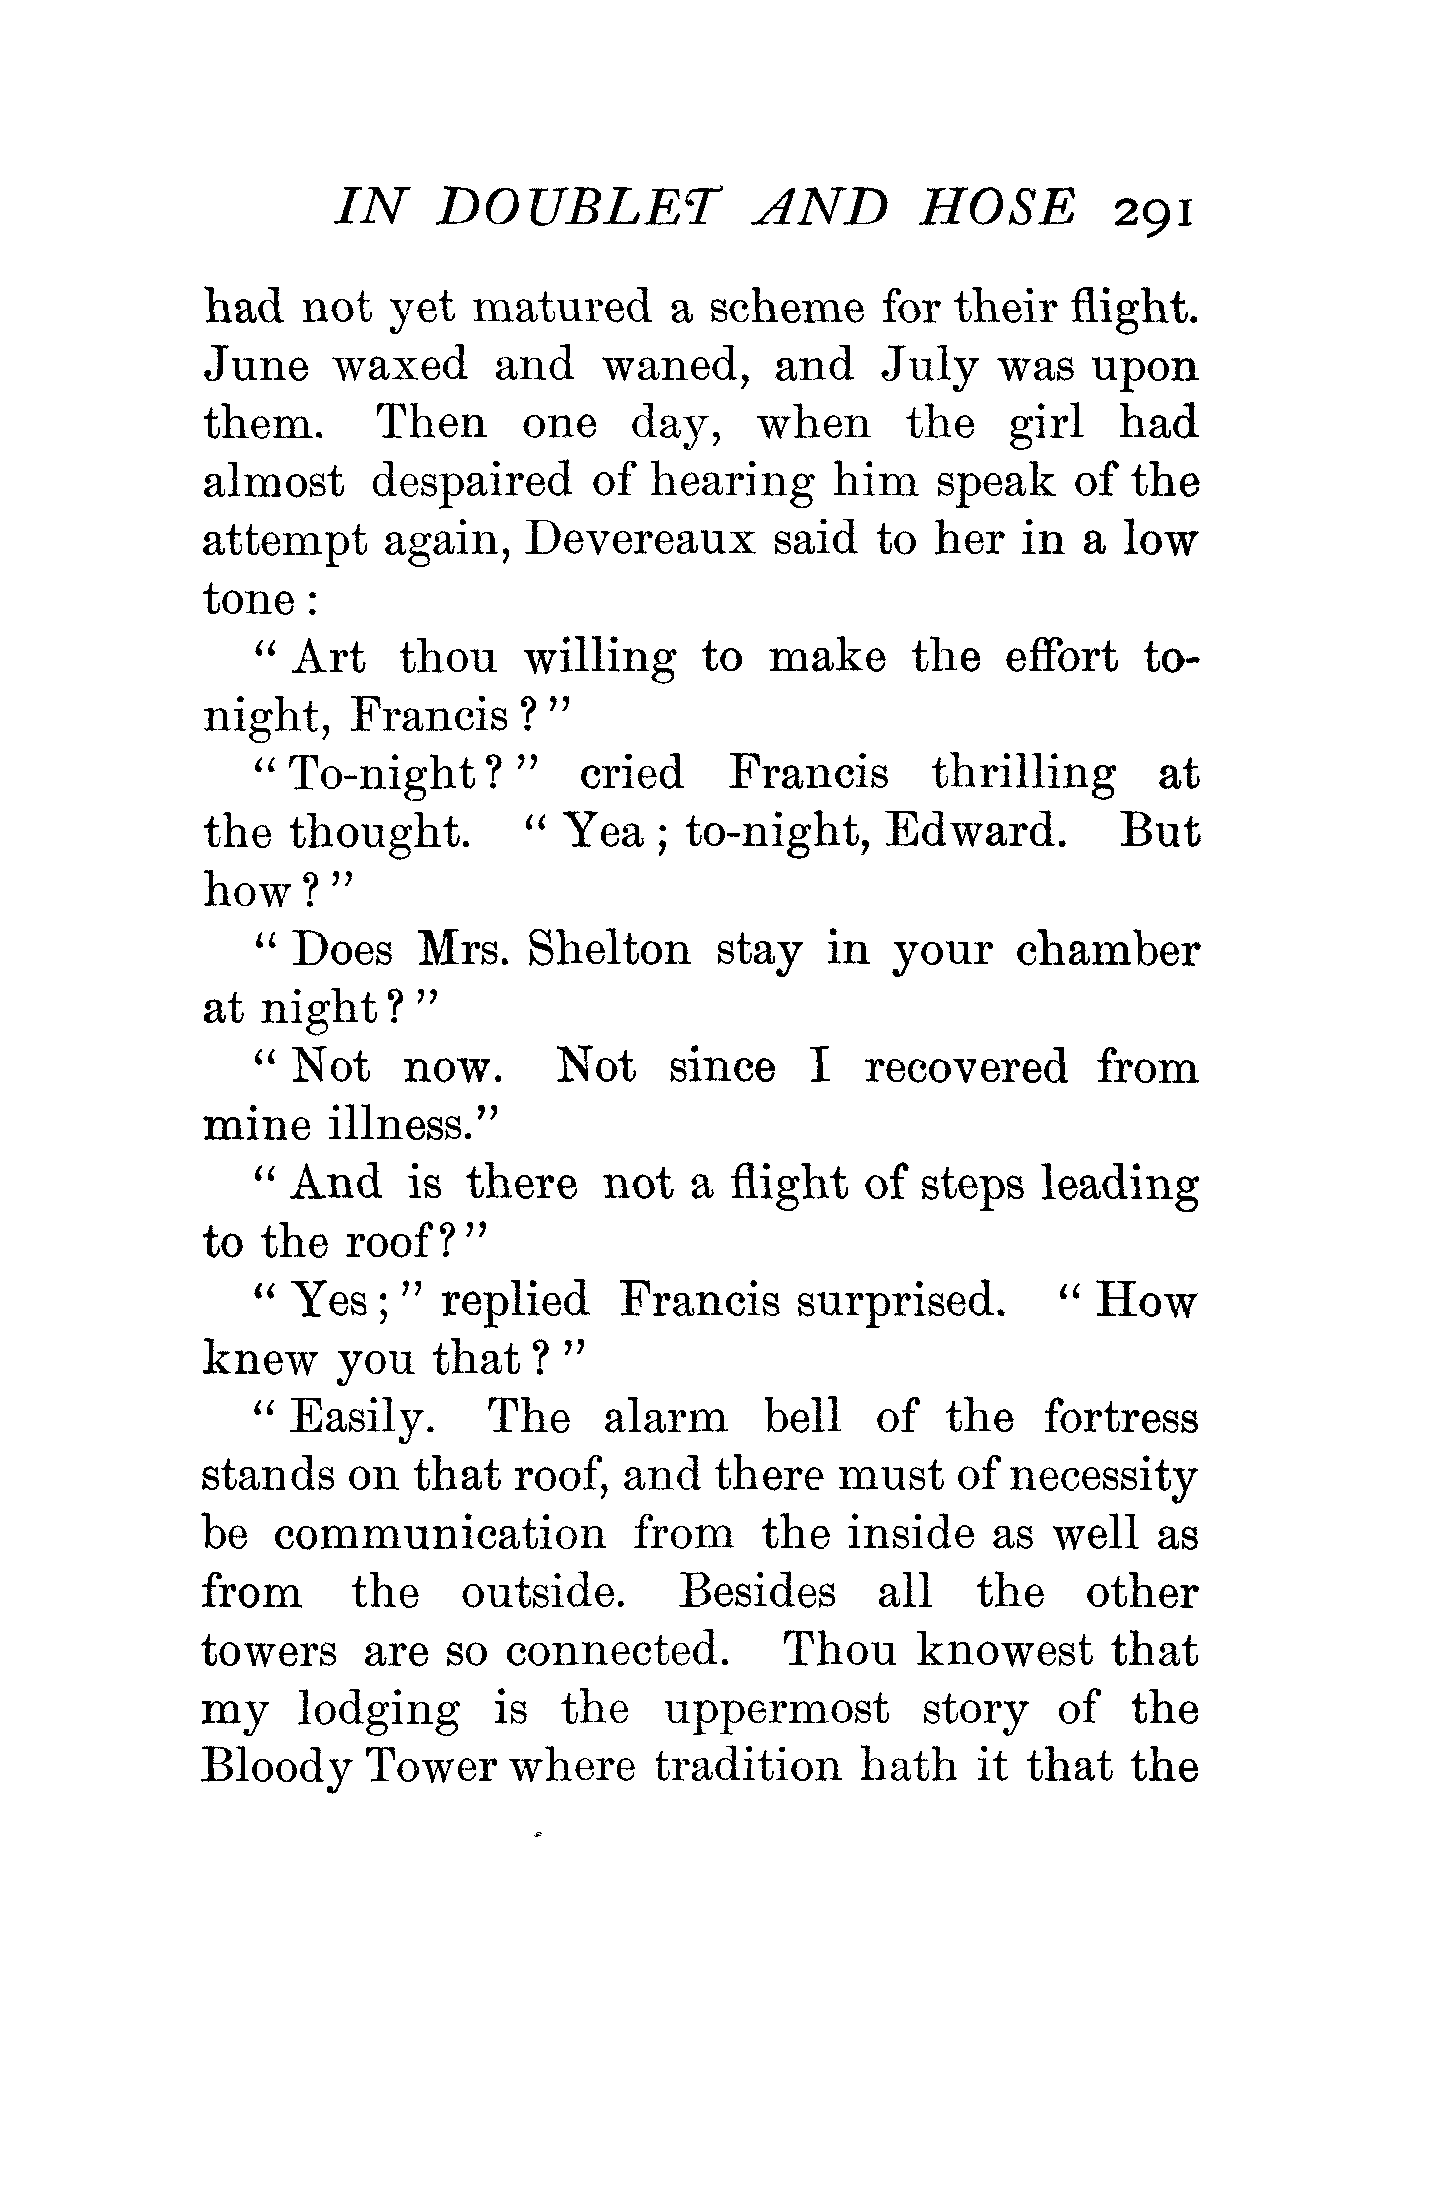 IN DOUBLET AND HOSE 291
had not yet matured a scheme for their flight.
June waxed and waned, and July was upon
them. Then one day, when the girl had
almost despaired of hearing him speak of the
attempt again, Devereaux said to her in a low
tone :
“ Art thou willing to make the effort to-
night, Francis ? ”
“ To-night ? ” cried Francis thrilling at
the thought. “ Yea ; to-night, Edward. But
how ? ”
“ Does Mrs. Shelton stay in your chamber
at night ? ”
“ Not now. Not since I recovered from
mine illness.”
“ And is there not a flight of steps leading
to the roof ? ”
“ Yes ; ” replied Francis surprised. “ How
knew you that ? ”
“ Easily. The alarm bell of the fortress
stands on that roof, and there must of necessity
be communication from the inside as well as
from the outside. Besides all the other
towers are so connected. Thou knowest that
my lodging is the uppermost story of the
Bloody Tower where tradition hath it that the